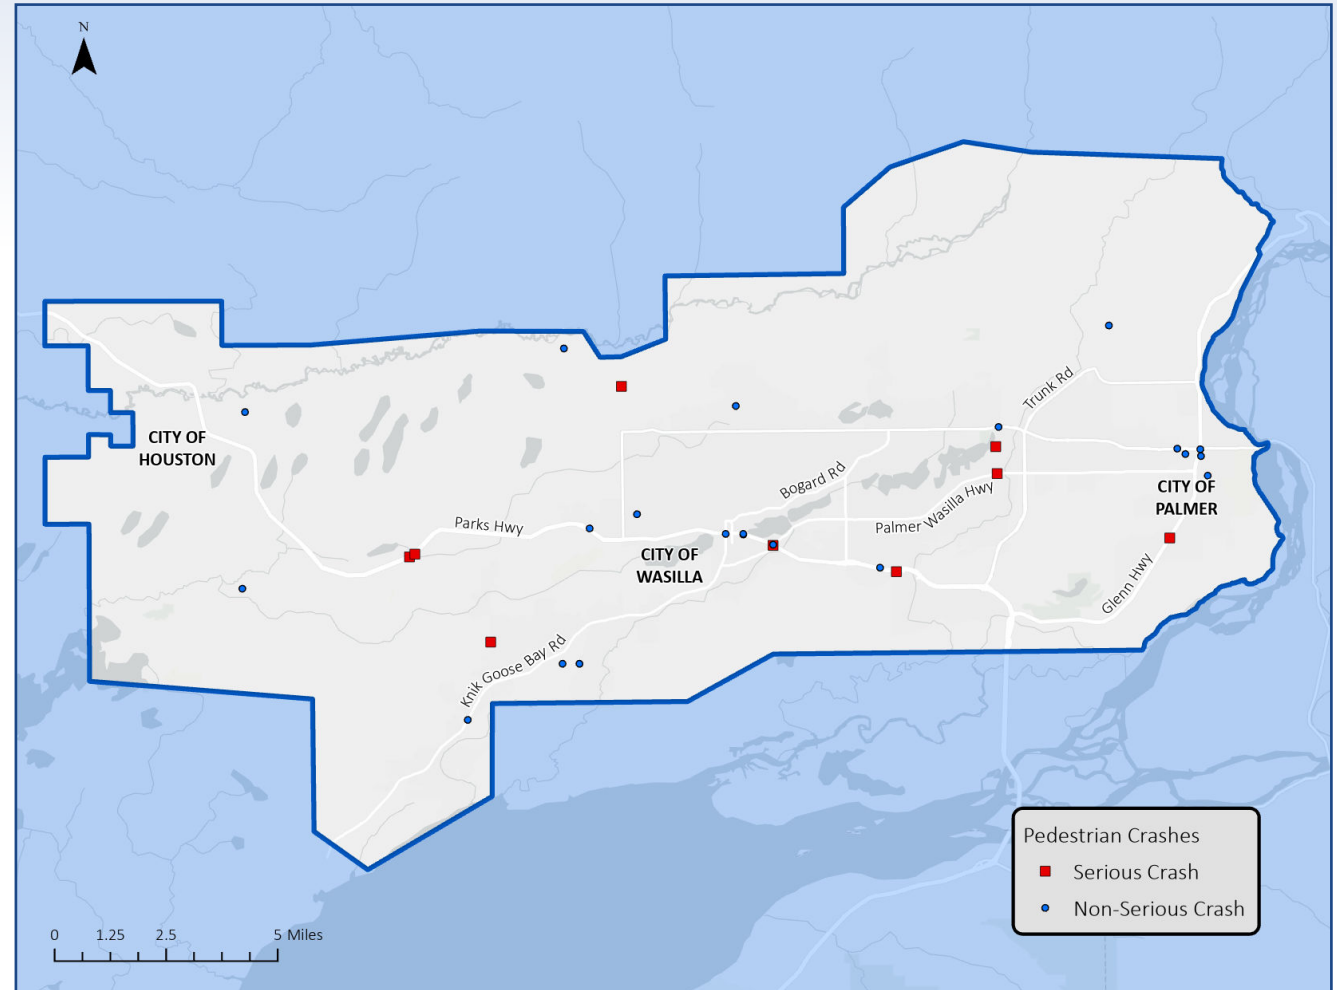 N
Trunk Rd
CITY OF
HOUSTON
Bogard Rd
CITY OF
PALMER
Palmer Wasilla Hwy
Parks Hwy
CITY OF
WASILLA
Glenn Hwy
Knik Goose Bay Rd
Pedestrian Crashes
Serious Crash
Non-Serious Crash
0 1.25 2.5 5 Miles